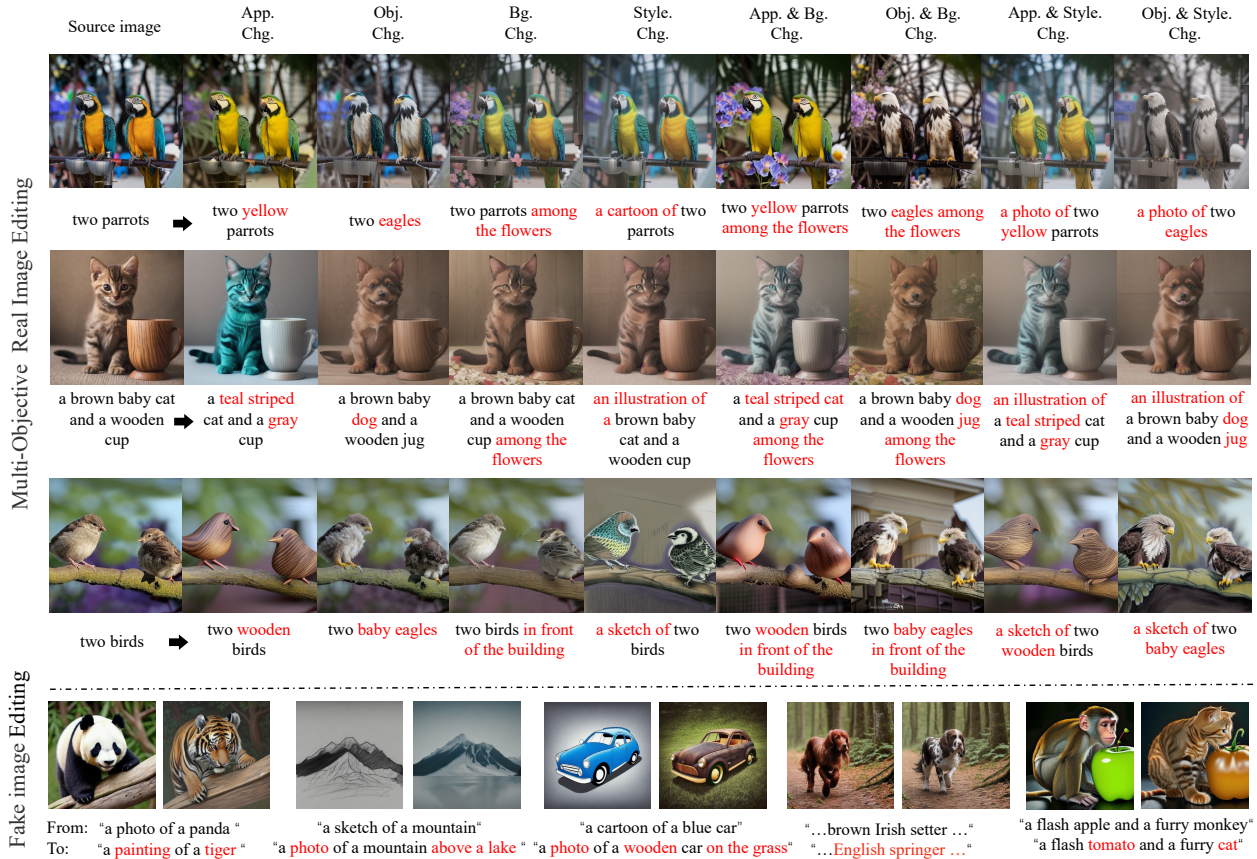 Source image
App.
Chg.
Obj.
Chg.
Bg.
Chg.
Style.
Chg.
App. & Bg.
Chg.
Obj. & Bg.
Chg.
App. & Style.
Chg.
Obj. & Style.
Chg.
Multi-Objective Real Image Editing
two parrots
two yellow
parrots
two eagles
two parrots among
the flowers
a cartoon of two
parrots
two yellow parrots
among the flowers
two eagles among
the flowers
a photo of two
yellow parrots
a photo of two
eagles
a brown baby cat
and a wooden
cup
a teal striped
cat and a gray
cup
a brown baby
dog and a
wooden jug
a brown baby cat
and a wooden
cup among the
flowers
an illustration of
a brown baby
cat and a
wooden cup
a teal striped cat
and a gray cup
among the
flowers
a brown baby dog
and a wooden jug
among the
flowers
an illustration of
a teal striped cat
and a gray cup
an illustration of
a brown baby dog
and a wooden jug
two birds
two wooden
birds
two baby eagles
two birds in front
of the building
a sketch of two
birds
two wooden birds
in front of the
building
two baby eagles
in front of the
building
a sketch of two
wooden birds
a sketch of two
baby eagles
Fake image Editing
From:
To:
"a photo of a panda "
"a painting of a tiger "
"a sketch of a mountain"
"a photo of a mountain above a lake "
"a cartoon of a blue car"
"a photo of a wooden car on the grass"
"…brown Irish setter …"
"…English springer …"
"a flash apple and a furry monkey"
"a flash tomato and a furry cat"